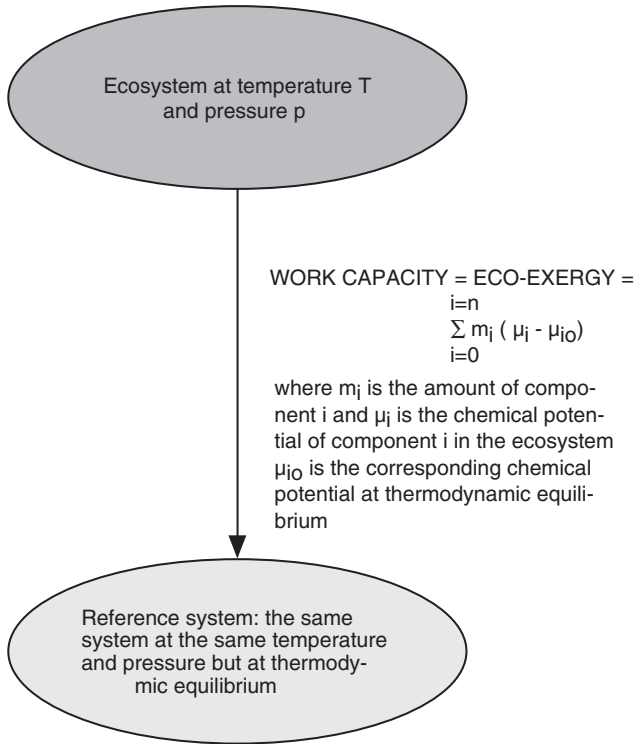 Ecosystem at temperature T
and pressure p
WORK CAPACITY = ECO-EXERGY =
i=n
Σ mi ( µi - µio)
i=0
where mi is the amount of compo-
nent i and µi is the chemical poten-
tial of component i in the ecosystem
µio is the corresponding chemical
potential at thermodynamic equili-
brium
Reference system: the same
system at the same temperature
and pressure but at thermody-
mic equilibrium